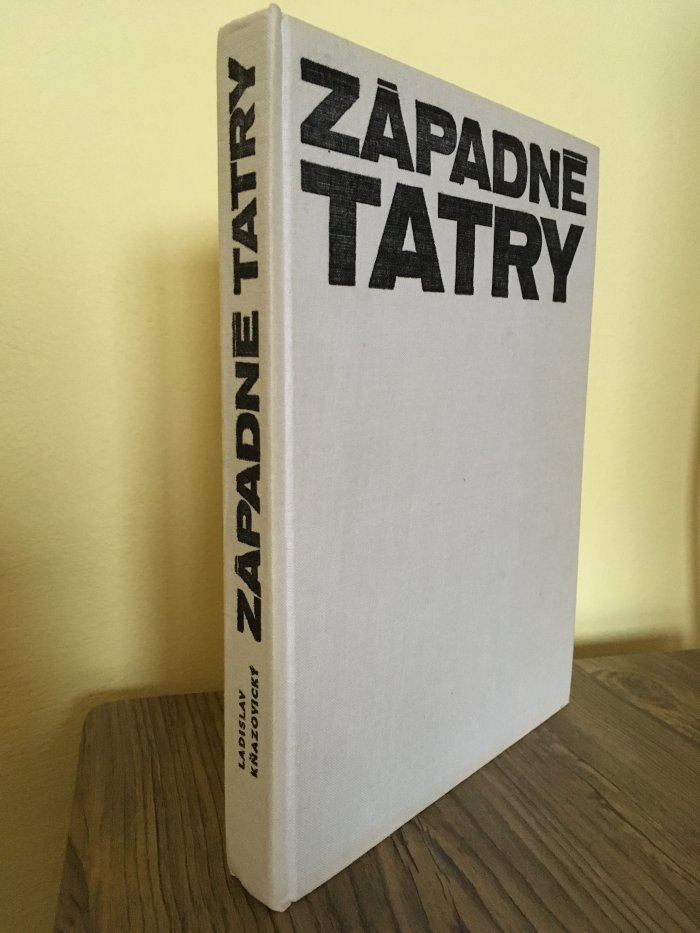 ZÁPADNÉ
TATRY
ZÁPADNÉ TATRY
LADISLAV
KŇAZOVICKÝ